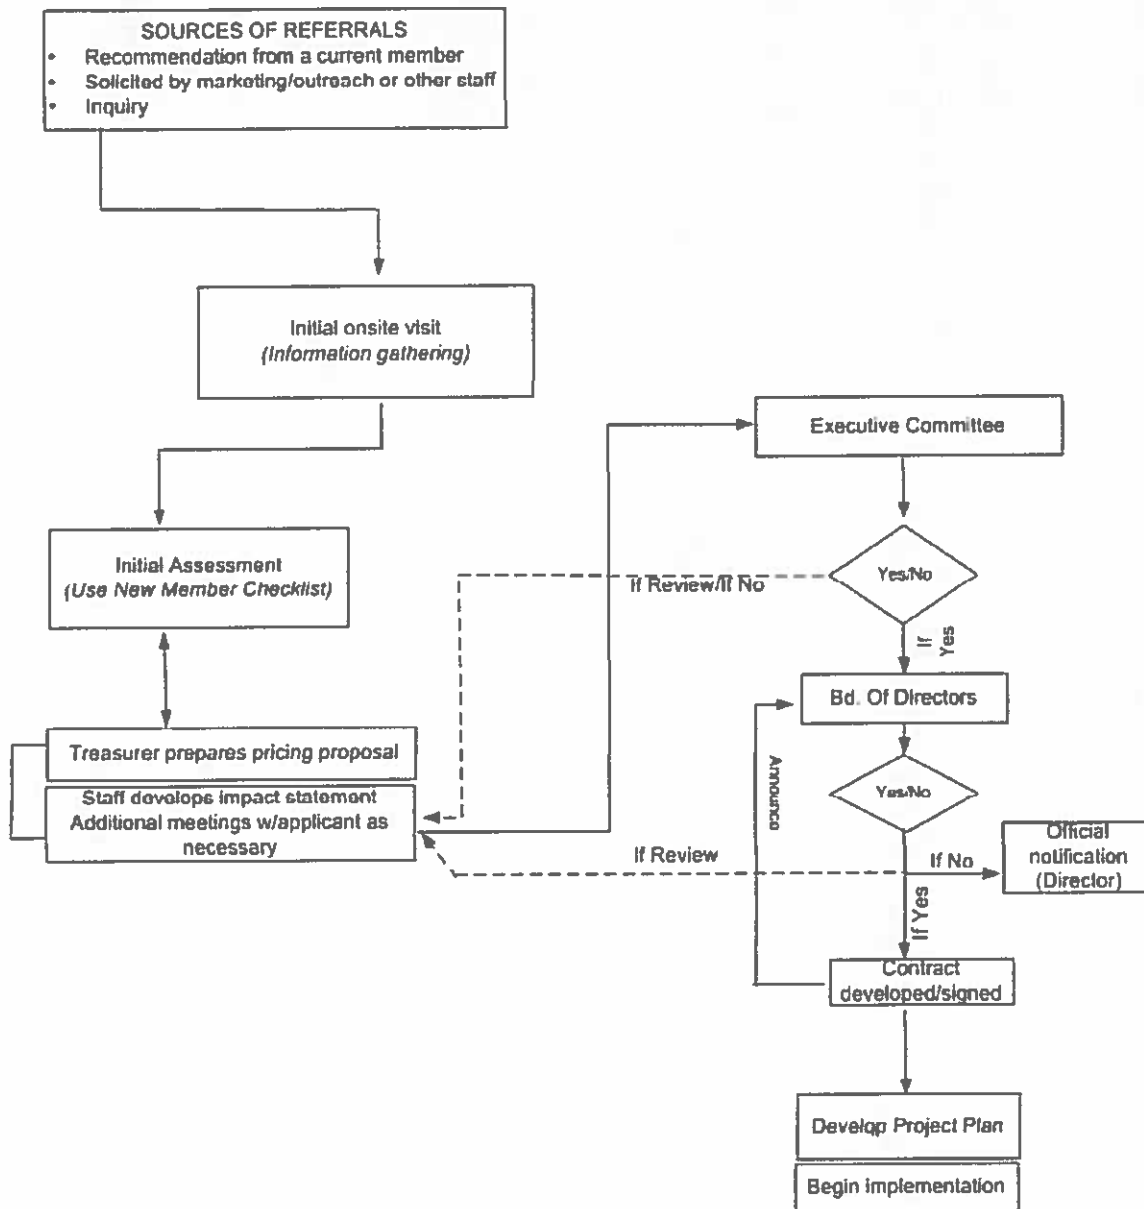 SOURCES OF REFERRALS
• Recommendation from a current member
• Solicited by marketing/outreach or other staff
• Inquiry
Initial onsite visit
(Information gathering)
Executive Committee
Initial Assessment
(Use New Member Checklist)
If Review/If No
Yes/No
If Yes
Bd. Of Directors
Treasurer prepares pricing proposal
Staff develops impact statement
Additional meetings w/applicant as
necessary
Announce
Yes/No
If Review
If No
Official
notification
(Director)
If Yes
Contract
developed/signed
Develop Project Plan
Begin implementation